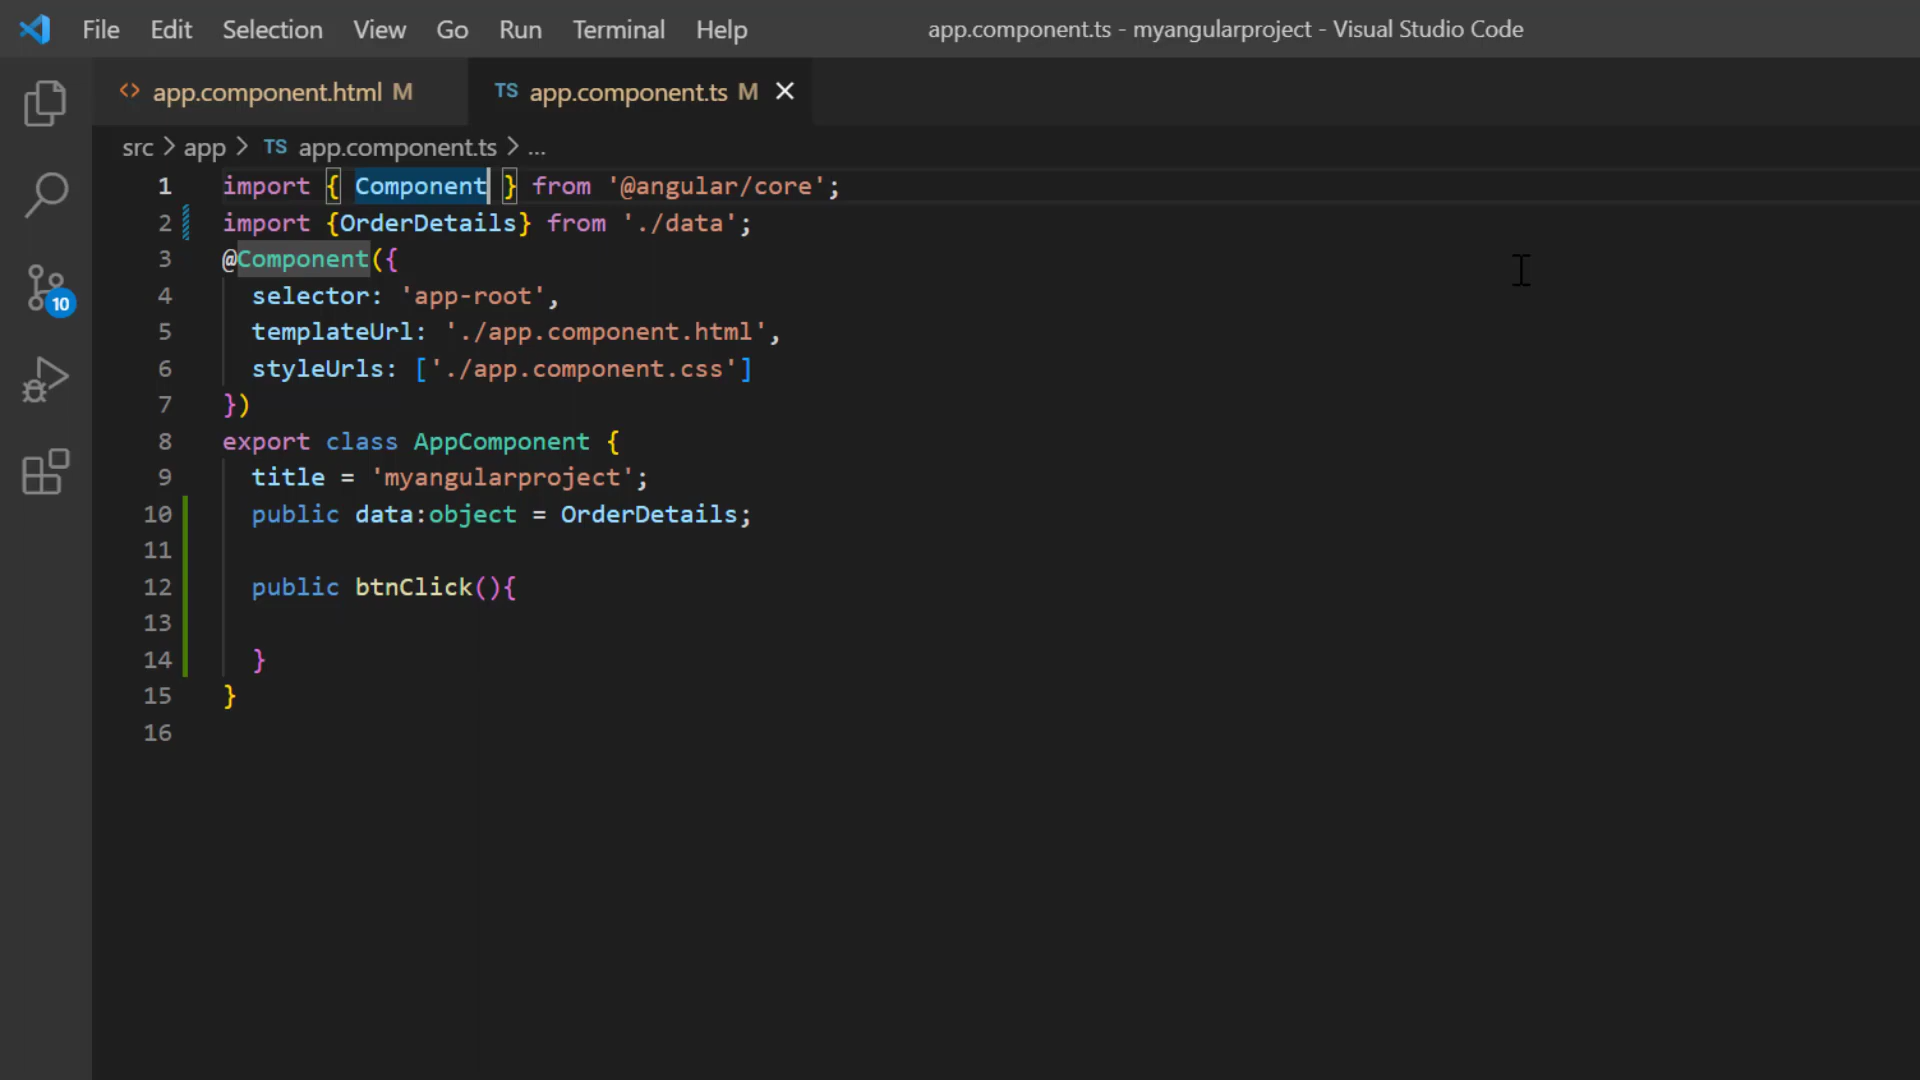 File Edit Selection View Go Run Terminal Help app.component.ts - myangularproject - Visual Studio Code
<> app.component.html M TS app.component.ts M ×
src > app > TS app.component.ts > ...
1 import { Component } from '@angular/core';
2 import {OrderDetails} from './data';
3 @Component({
4 selector: 'app-root',
5 templateUrl: './app.component.html',
6 styleUrls: ['./app.component.css']
7 })
8 export class AppComponent {
9 title = 'myangularproject';
10 public data:object = OrderDetails;
11
12 public btnClick(){
13
14 }
15 }
16
10